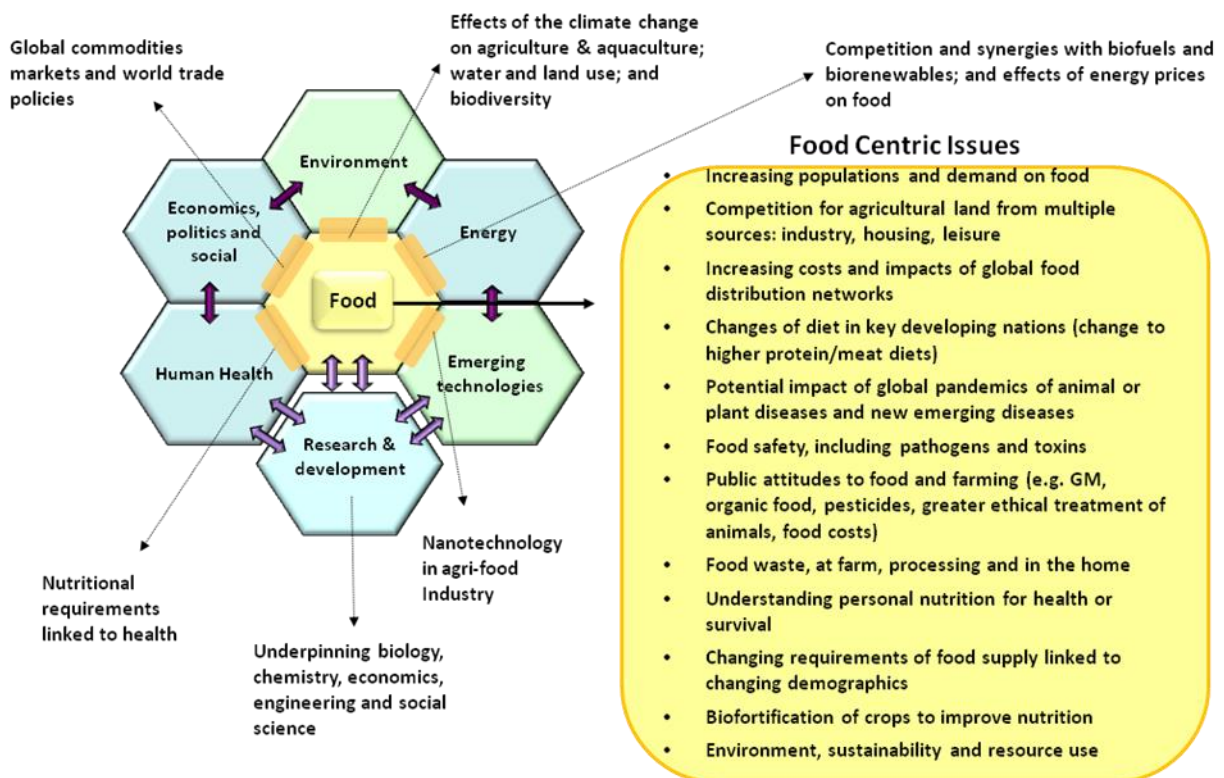 Global commodities
markets and world trade
policies
Effects of the climate change
on agriculture & aquaculture;
water and land use; and
biodiversity
Competition and synergies with biofuels and
biorenewables; and effects of energy prices
on food
Environment
Economics,
politics and
social
Energy
Food
Human Health
Emerging
technologies
Research &
development
Nutritional
requirements
linked to health
Underpinning biology,
chemistry, economics,
engineering and social
science
Nanotechnology
in agri-food
Industry
Food Centric Issues
• Increasing populations and demand on food
• Competition for agricultural land from multiple
sources: industry, housing, leisure
• Increasing costs and impacts of global food
distribution networks
• Changes of diet in key developing nations (change to
higher protein/meat diets)
• Potential impact of global pandemics of animal or
plant diseases and new emerging diseases
• Food safety, including pathogens and toxins
• Public attitudes to food and farming (e.g. GM,
organic food, pesticides, greater ethical treatment of
animals, food costs)
• Food waste, at farm, processing and in the home
• Understanding personal nutrition for health or
survival
• Changing requirements of food supply linked to
changing demographics
• Biofortification of crops to improve nutrition
• Environment, sustainability and resource use